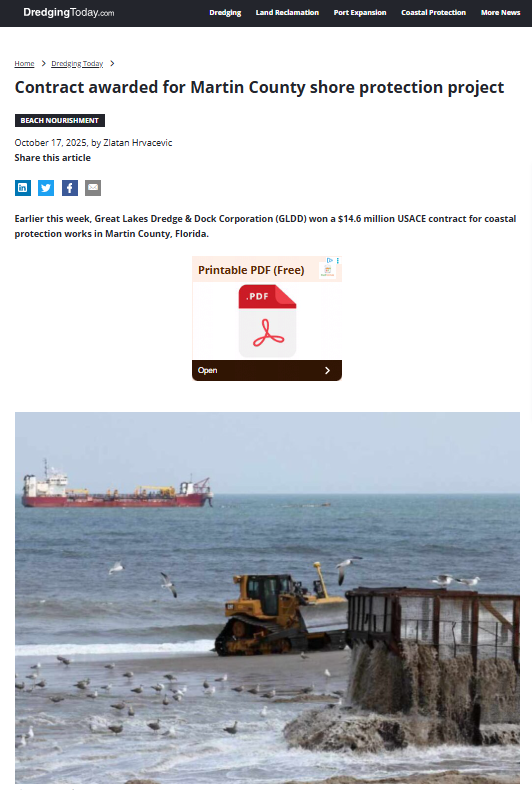 DredgingToday.com
Dredging Land Reclamation Port Expansion Coastal Protection More News
Home > Dredging Today >
Contract awarded for Martin County shore protection project
BEACH NOURISHMENT
October 17, 2025, by Zlatan Hrvacevic
Share this article
Earlier this week, Great Lakes Dredge & Dock Corporation (GLDD) won a $14.6 million USACE contract for coastal
protection works in Martin County, Florida.
Printable PDF (Free)
.PDF
Open